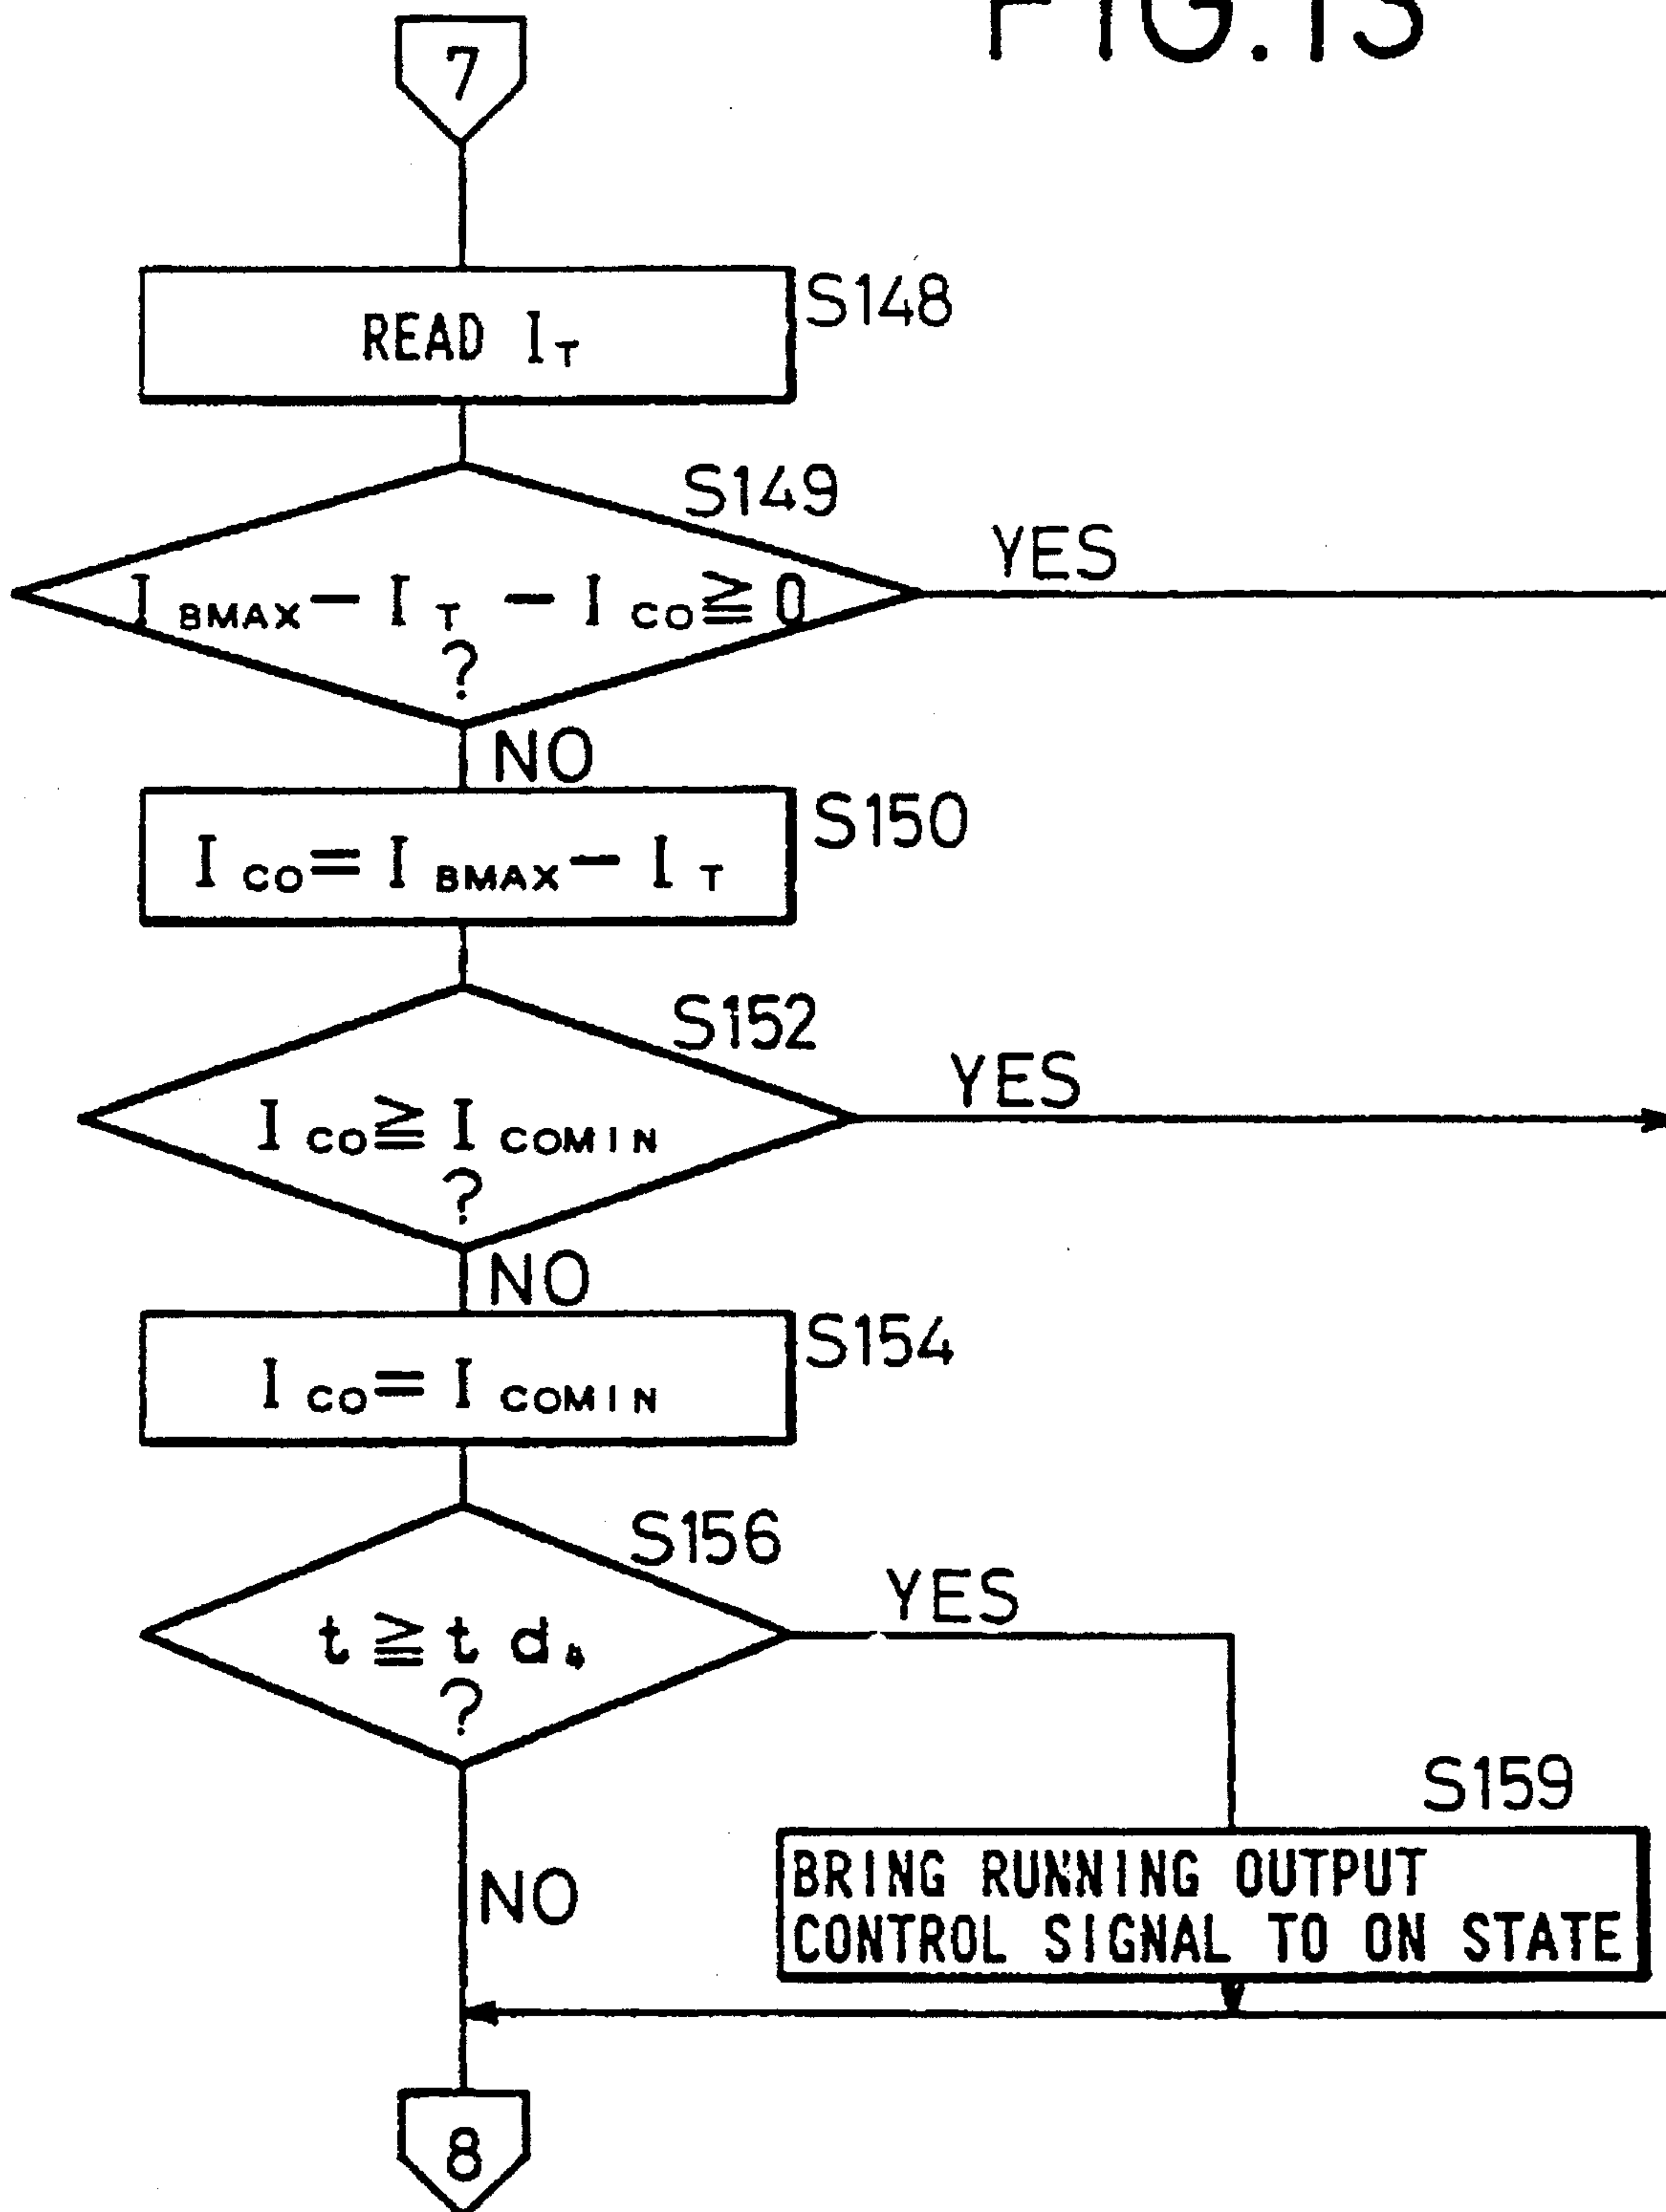 FIG.13
7
S148
READ I_T
S149
YES
I_BMAX − I_T − I_CO ≧ 0
?
NO
S150
I_CO = I_BMAX − I_T
S152
YES
I_CO ≧ I_COMIN
?
NO
S154
I_CO = I_COMIN
S156
YES
t ≧ t d₄
?
S159
NO
BRING RUNNING OUTPUT
CONTROL SIGNAL TO ON STATE
8